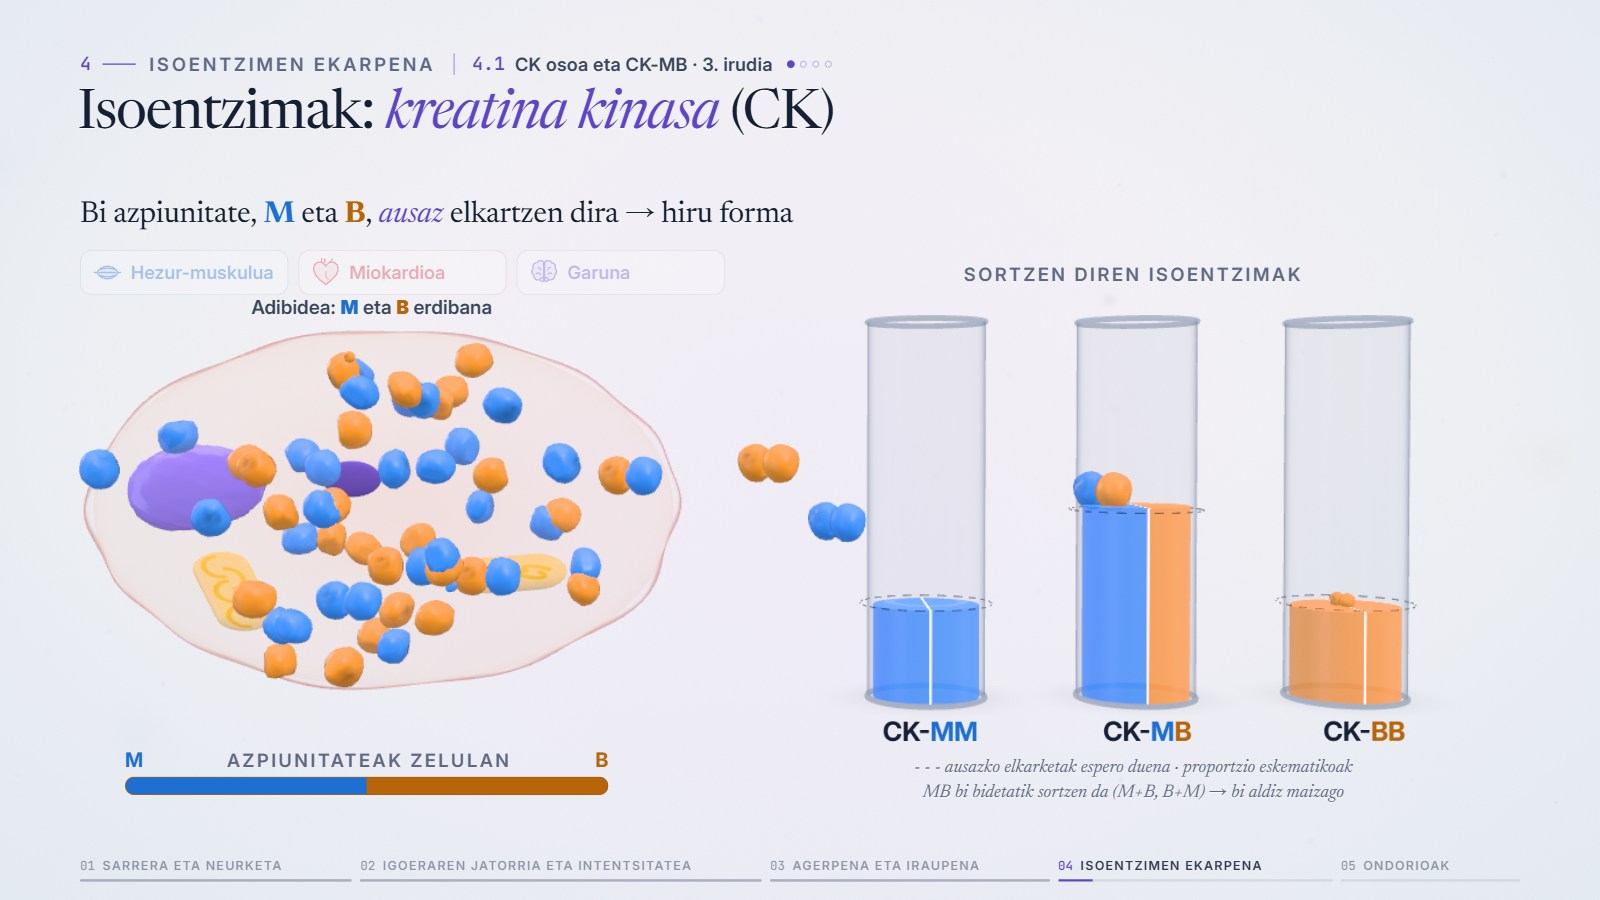 4 ISOENTZIMEN EKARPENA 4.1 CK osoa eta CK-MB · 3. irudia
Isoentzimak: kreatina kinasa (CK)
Bi azpiunitate, M eta B, ausaz elkartzen dira → hiru forma
Hezur-muskulua Miokardioa Garuna
Adibidea: M eta B erdibana
M AZPIUNITATEAK ZELULAN B
SORTZEN DIREN ISOENTZIMAK
CK-MM CK-MB CK-BB
- - - ausazko elkarketak espero duena · proportzio eskematikoak
MB bi bidetatik sortzen da (M+B, B+M) → bi aldiz maizago
01 SARRERA ETA NEURKETA 02 IGOERAREN JATORRIA ETA INTENTSITATEA 03 AGERPENA ETA IRAUPENA 04 ISOENTZIMEN EKARPENA 05 ONDORIOAK